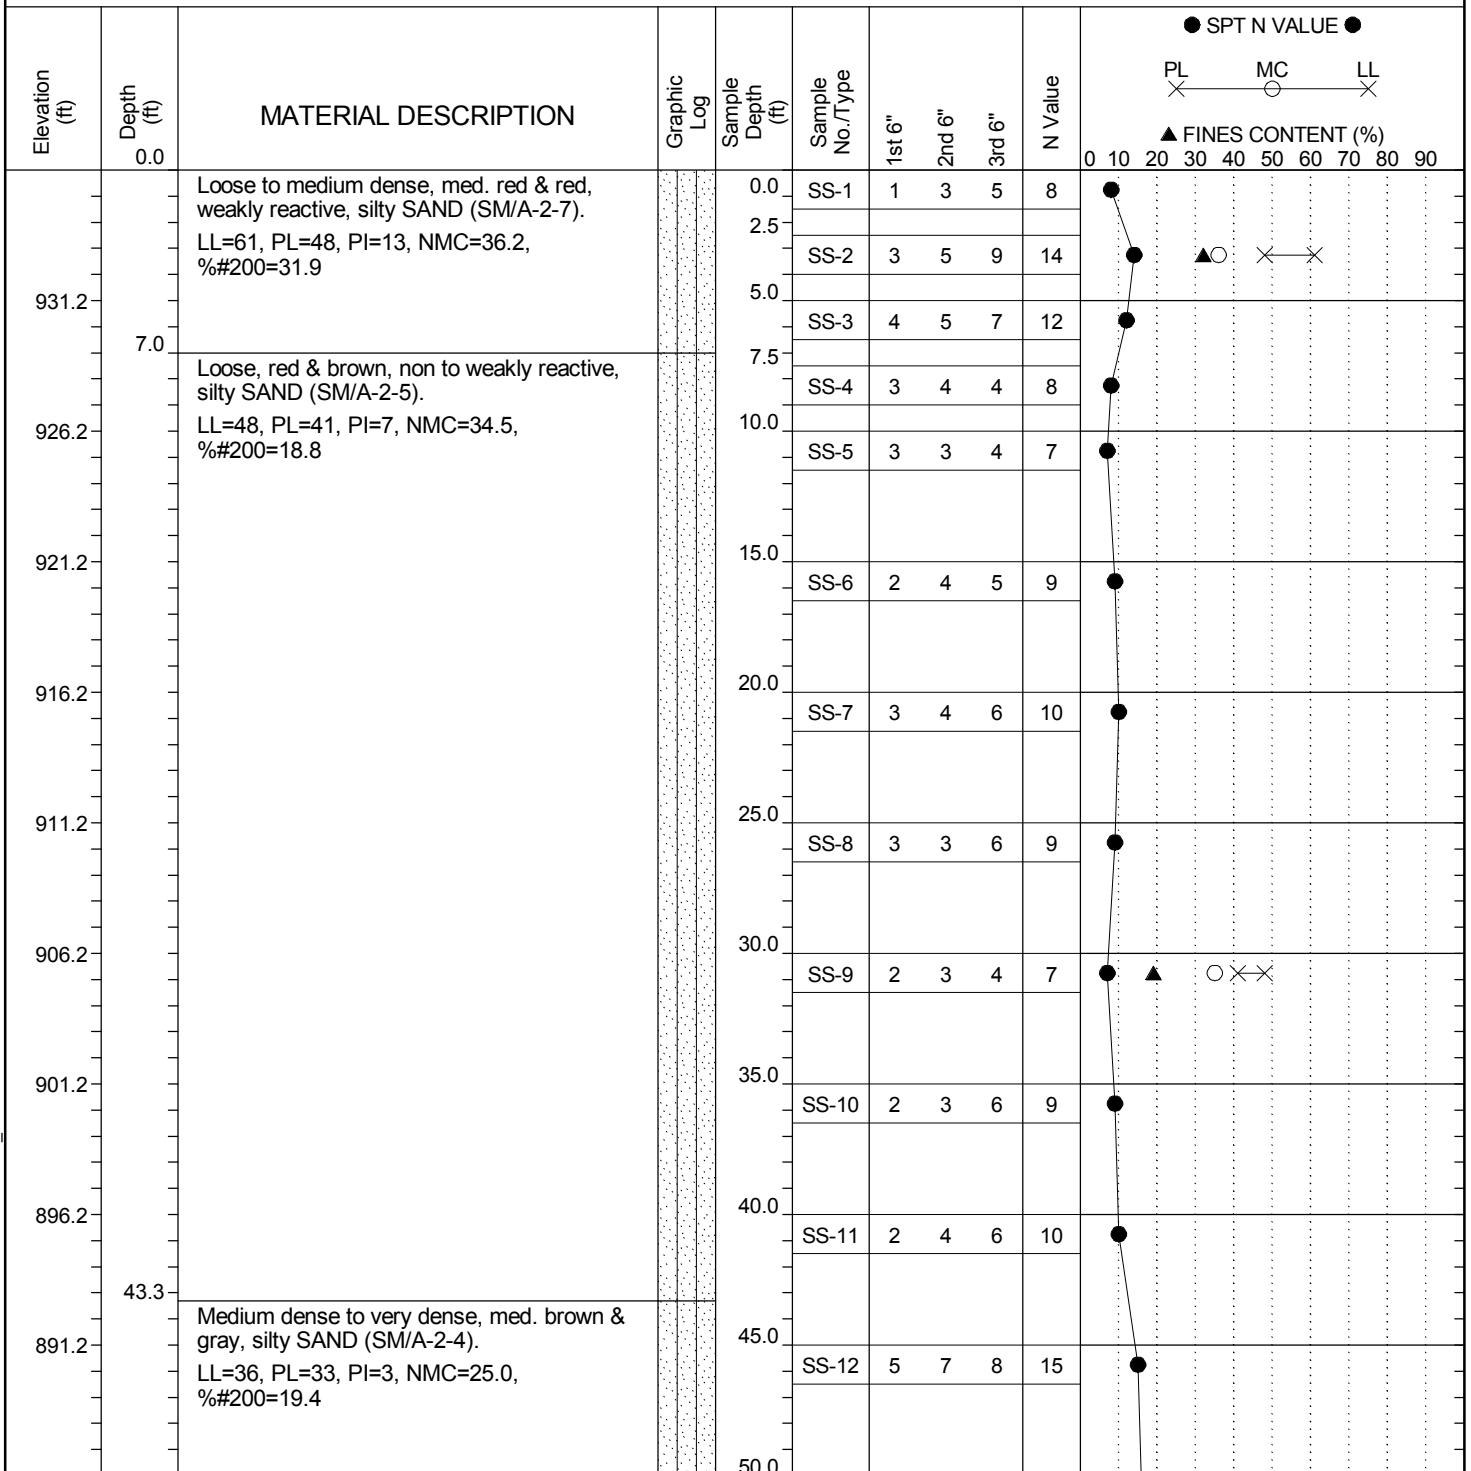 ● SPT N VALUE ●
PL MC LL
▲ FINES CONTENT (%)
Elevation (ft)
Depth (ft)
MATERIAL DESCRIPTION
Graphic Log
Sample Depth (ft)
Sample No./Type
1st 6"
2nd 6"
3rd 6"
N Value
0.0
0 10 20 30 40 50 60 70 80 90
Loose to medium dense, med. red & red,
weakly reactive, silty SAND (SM/A-2-7).
LL=61, PL=48, PI=13, NMC=36.2,
%#200=31.9
0.0 SS-1 1 3 5 8
2.5
SS-2 3 5 9 14
931.2 5.0
SS-3 4 5 7 12
7.0
7.5
Loose, red & brown, non to weakly reactive,
silty SAND (SM/A-2-5).
LL=48, PL=41, PI=7, NMC=34.5,
%#200=18.8
SS-4 3 4 4 8
926.2 10.0
SS-5 3 3 4 7
921.2 15.0
SS-6 2 4 5 9
916.2 20.0
SS-7 3 4 6 10
911.2 25.0
SS-8 3 3 6 9
906.2 30.0
SS-9 2 3 4 7
901.2 35.0
SS-10 2 3 6 9
896.2 40.0
SS-11 2 4 6 10
43.3
Medium dense to very dense, med. brown &
gray, silty SAND (SM/A-2-4).
LL=36, PL=33, PI=3, NMC=25.0,
%#200=19.4
891.2 45.0
SS-12 5 7 8 15
50.0